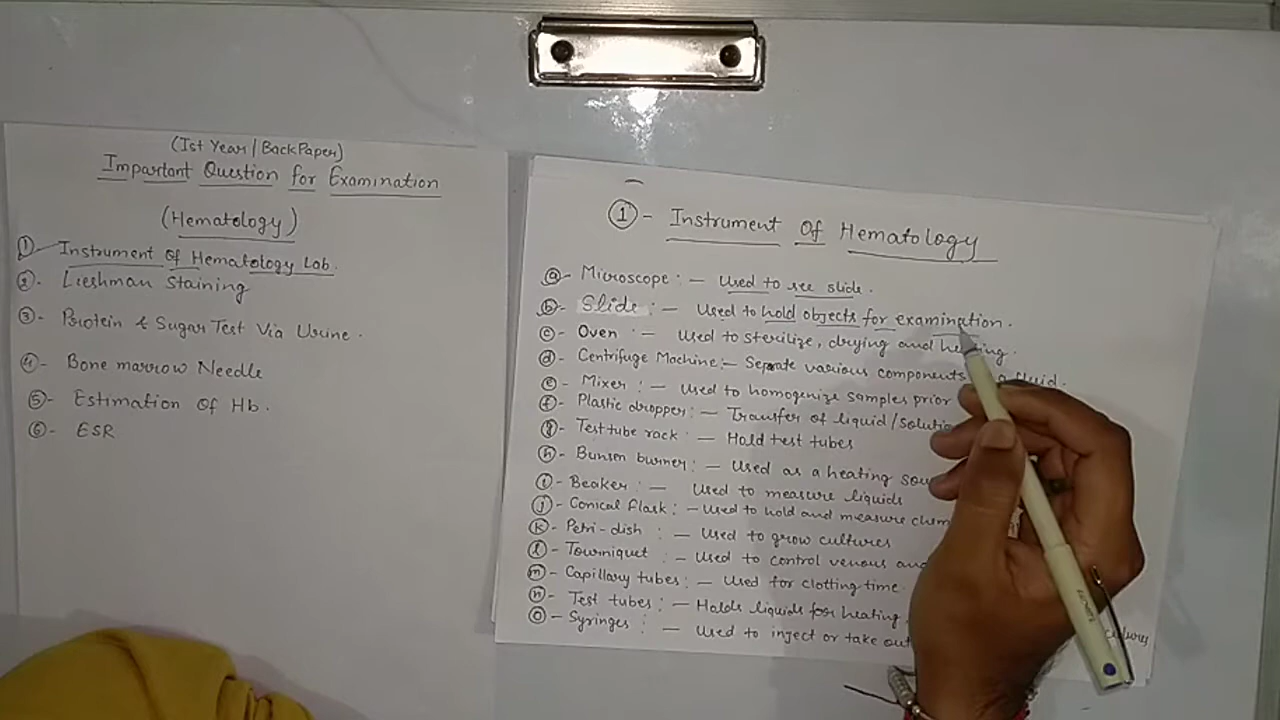 (Ist Year / Back Paper)
Impartant Question for Examination
(Hematology)
①- Instrument Of Hematology Lab.
②- Lieshman Staining
③- Protein & Sugar Test Via Urine.
④- Bone marrow Needle
⑤- Estimation Of Hb.
⑥- ESR
①- Instrument Of Hematology
ⓐ- Microscope :— Used to see slide.
ⓑ- Slide :— Used to hold objects for examination.
ⓒ- Oven :— Used to sterilize, drying and heating.
ⓓ- Centrifuge Machine :— Seprate various components fluid.
ⓔ- Mixer :— Used to homogenize samples prior
ⓕ- Plastic dropper :— Transfer of liquid/
ⓖ- Test tube rack :— Hold test tubes
ⓗ- Bunsen burner :— Used as a heating
ⓘ- Beaker :— Used to measure liquids
ⓙ- Conical flask :— Used to hold and measure
ⓚ- Petri-dish :— Used to grow cultures
ⓛ- Tourniquet :— Used to control venous
ⓜ- Capillary tubes :— Used for clotting time
ⓝ- Test tubes :— Holds liquids for heating,
ⓞ- Syringes :— Used to inject or take out